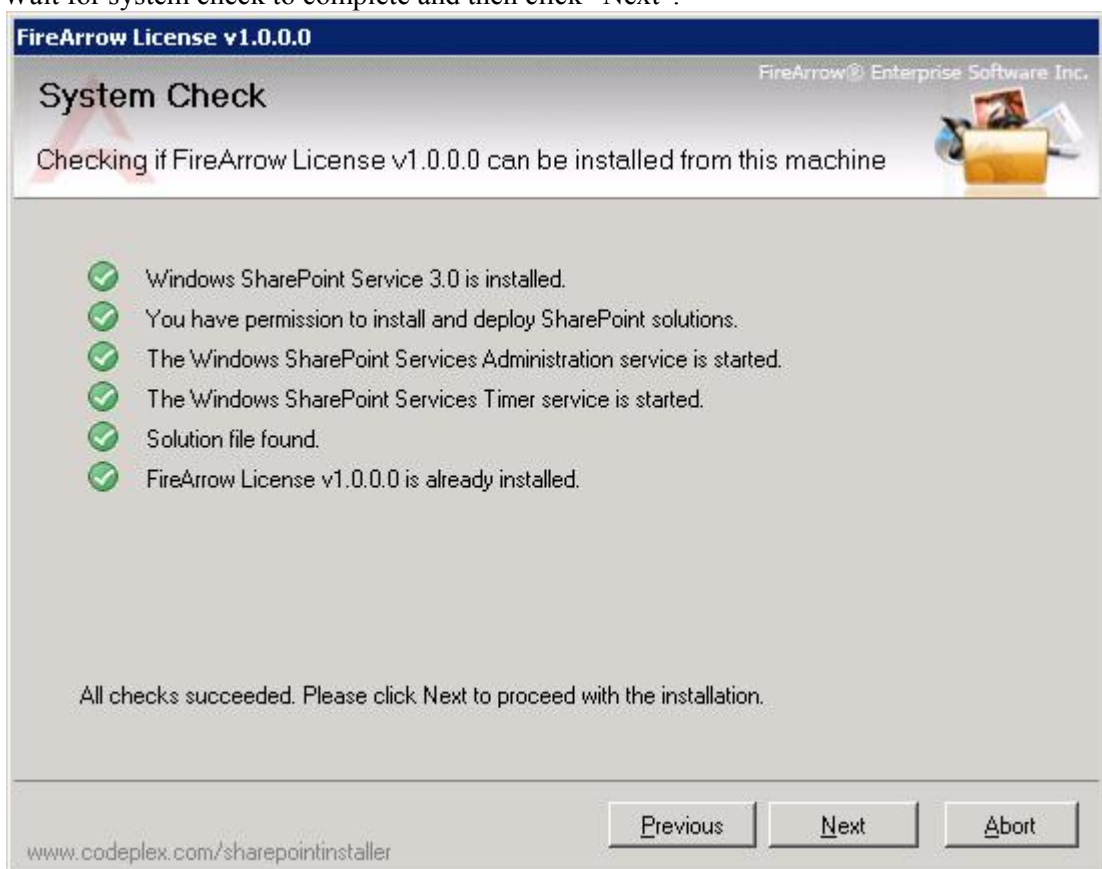 Wait for system check to complete and then click "Next".
FireArrow License v1.0.0.0
FireArrow® Enterprise Software Inc.
System Check
Checking if FireArrow License v1.0.0.0 can be installed from this machine
Windows SharePoint Service 3.0 is installed.
You have permission to install and deploy SharePoint solutions.
The Windows SharePoint Services Administration service is started.
The Windows SharePoint Services Timer service is started.
Solution file found.
FireArrow License v1.0.0.0 is already installed.
All checks succeeded. Please click Next to proceed with the installation.
Previous Next Abort
www.codeplex.com/sharepointinstaller